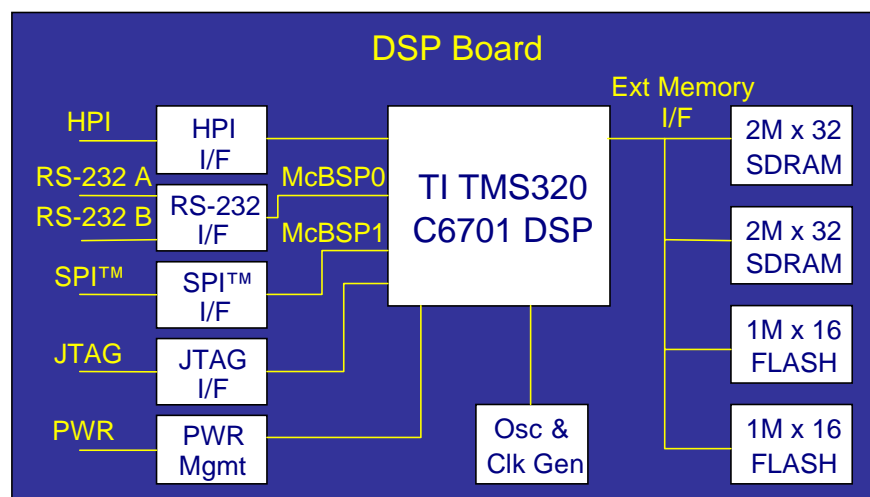 DSP Board
HPI
HPI
I/F
RS-232 A
RS-232 B
RS-232
I/F
McBSP0
McBSP1
SPI™
SPI™
I/F
JTAG
JTAG
I/F
PWR
PWR
Mgmt
TI TMS320
C6701 DSP
Osc &
Clk Gen
Ext Memory
I/F
2M x 32
SDRAM
2M x 32
SDRAM
1M x 16
FLASH
1M x 16
FLASH